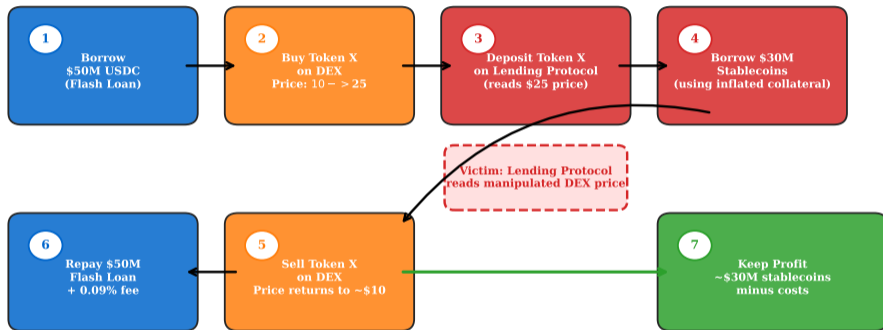 1
Borrow
$50M USDC
(Flash Loan)
2
Buy Token X
on DEX
Price: 10 -> 25
3
Deposit Token X
on Lending Protocol
(reads $25 price)
4
Borrow $30M
Stablecoins
(using inflated collateral)
Victim: Lending Protocol
reads manipulated DEX price
6
Repay $50M
Flash Loan
+ 0.09% fee
5
Sell Token X
on DEX
Price returns to ~$10
7
Keep Profit
~$30M stablecoins
minus costs